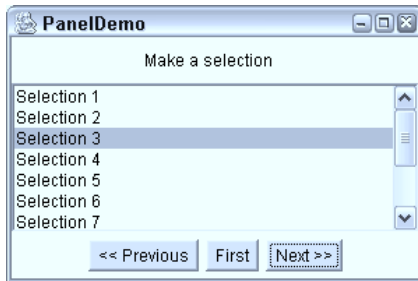 PanelDemo
Make a selection
Selection 1
Selection 2
Selection 3
Selection 4
Selection 5
Selection 6
Selection 7
<< Previous First Next >>